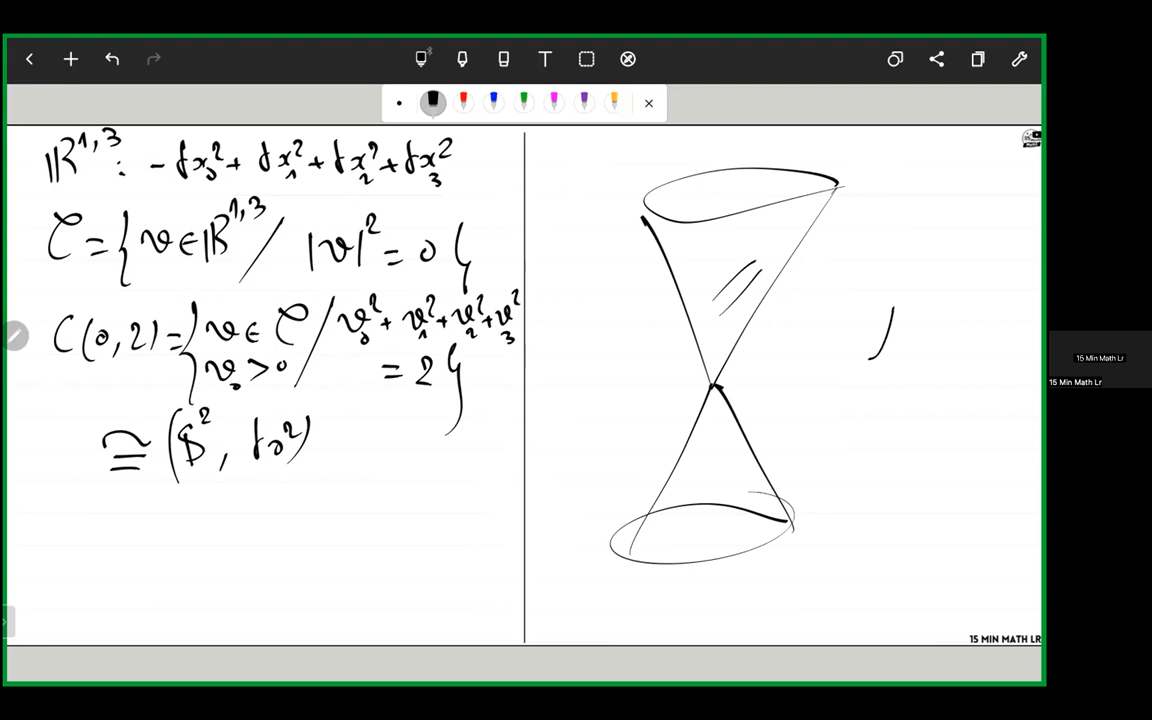 ℝ^{1,3} : - dx_0^2 + dx_1^2 + dx_2^2 + dx_3^2
C = { v ∈ ℝ^{1,3} / |v|^2 = 0 }
C(0,2) = { v ∈ C / v_0^2 + v_1^2 + v_2^2 + v_3^2
v_0 > 0 = 2 }
≅ (S^2, dσ^2)
15 MIN MATH LR
15 Min Math Lr
15 Min Math Lr